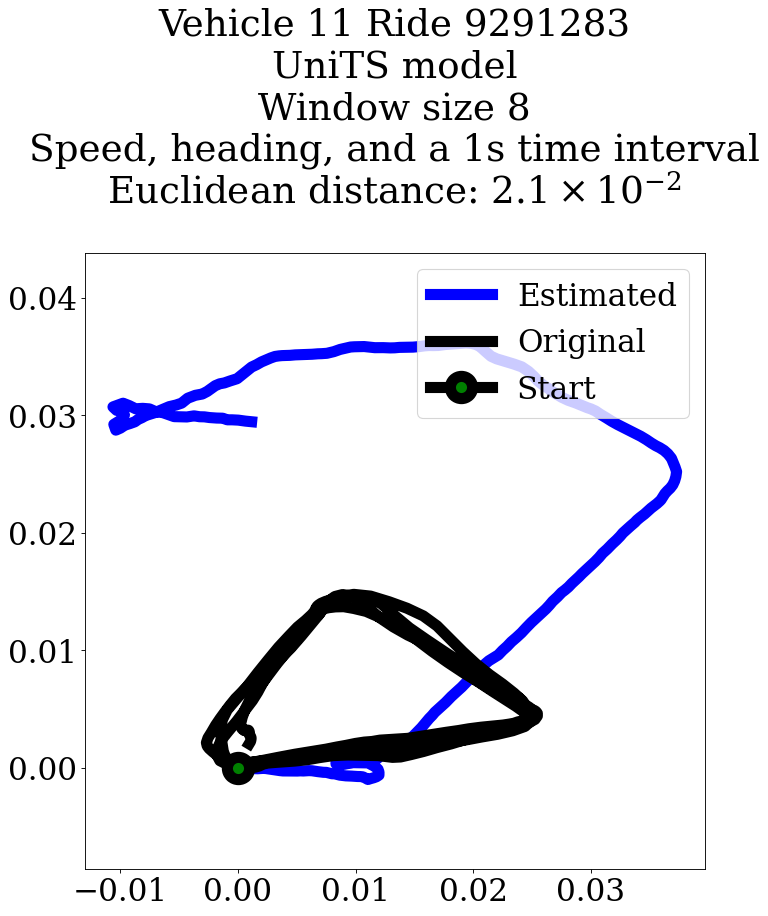 Vehicle 11 Ride 9291283
UniTS model
Window size 8
Speed, heading, and a 1s time interval
Euclidean distance: 2.1 × 10⁻²
Estimated
Original
Start
0.04
0.03
0.02
0.01
0.00
−0.01 0.00 0.01 0.02 0.03